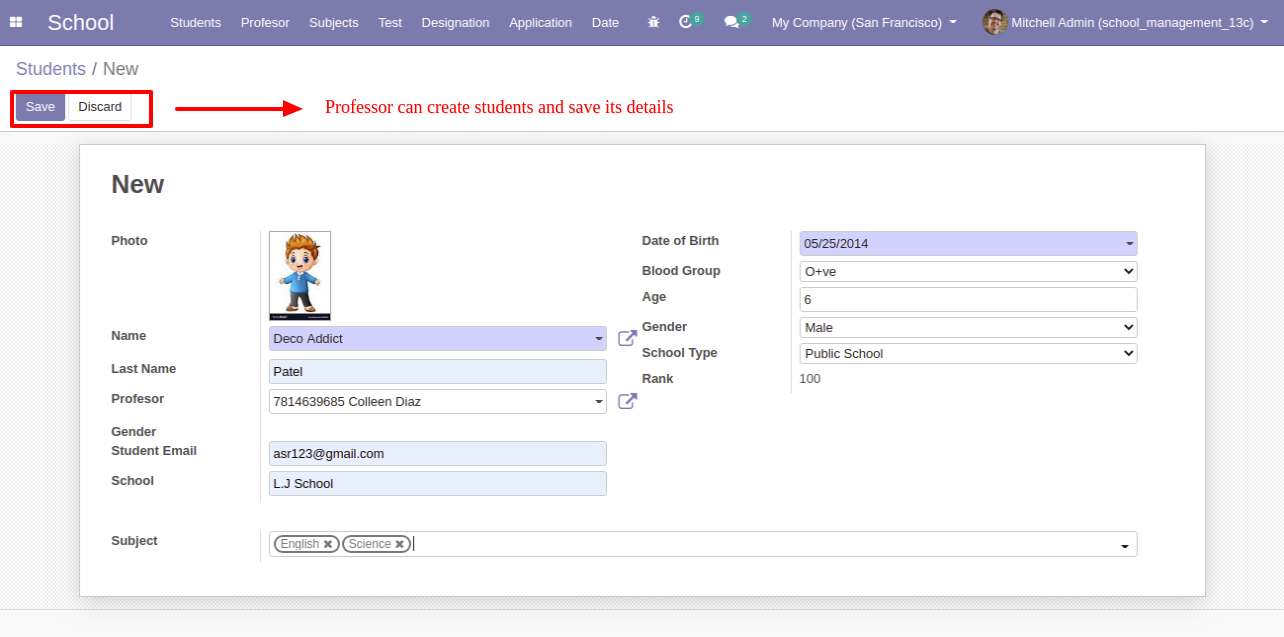 School Students Profesor Subjects Test Designation Application Date 9 2 My Company (San Francisco) Mitchell Admin (school_management_13c)
Students / New
Save Discard Professor can create students and save its details
New
Photo
Date of Birth 05/25/2014
Blood Group O+ve
Age 6
Name Deco Addict
Gender Male
School Type Public School
Last Name Patel
Rank 100
Profesor 7814639685 Colleen Diaz
Gender
Student Email asr123@gmail.com
School L.J School
Subject English ✖ Science ✖